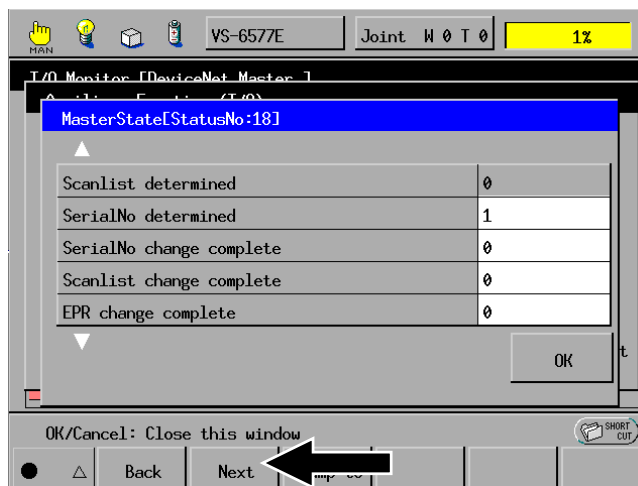 MAN VS-6577E Joint W 0 T 0 1%
I/O Monitor [DeviceNet Master ]
MasterState[StatusNo:18]
Scanlist determined 0
SerialNo determined 1
SerialNo change complete 0
Scanlist change complete 0
EPR change complete 0
OK
OK/Cancel: Close this window
SHORT
CUT
Back Next